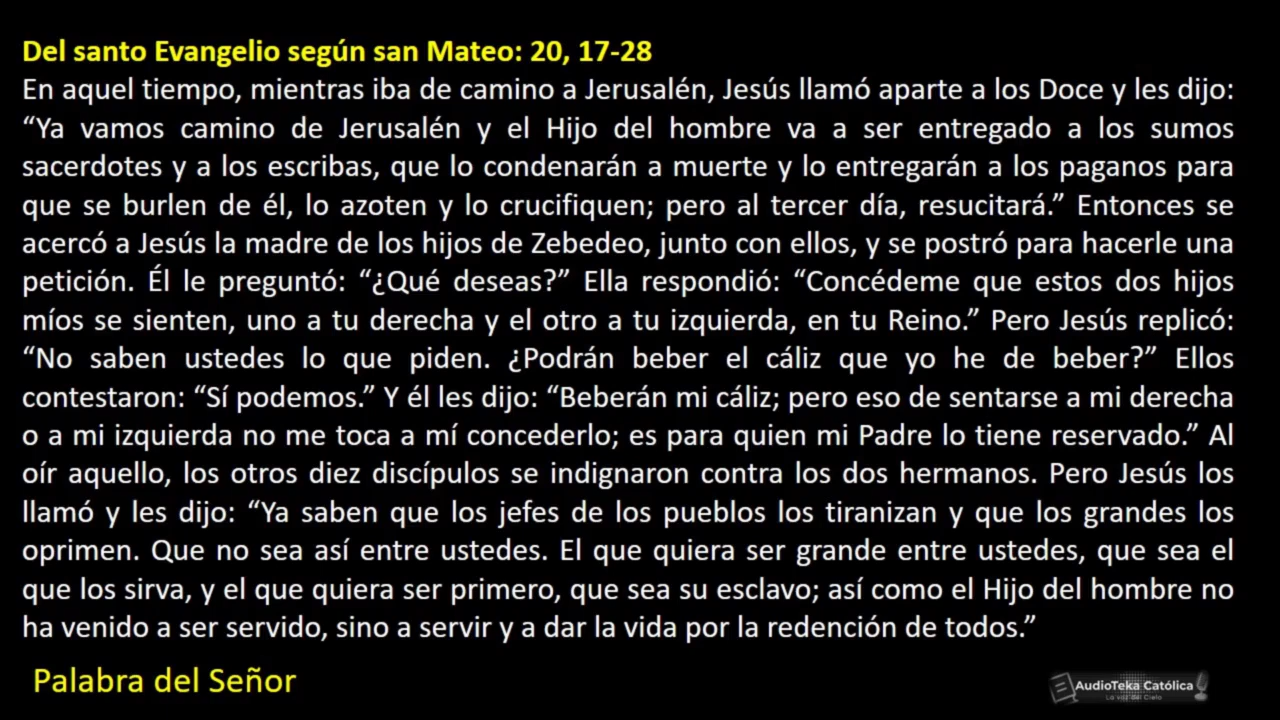 Del santo Evangelio según san Mateo: 20, 17-28
En aquel tiempo, mientras iba de camino a Jerusalén, Jesús llamó aparte a los Doce y les dijo:
“Ya vamos camino de Jerusalén y el Hijo del hombre va a ser entregado a los sumos
sacerdotes y a los escribas, que lo condenarán a muerte y lo entregarán a los paganos para
que se burlen de él, lo azoten y lo crucifiquen; pero al tercer día, resucitará.” Entonces se
acercó a Jesús la madre de los hijos de Zebedeo, junto con ellos, y se postró para hacerle una
petición. Él le preguntó: “¿Qué deseas?” Ella respondió: “Concédeme que estos dos hijos
míos se sienten, uno a tu derecha y el otro a tu izquierda, en tu Reino.” Pero Jesús replicó:
“No saben ustedes lo que piden. ¿Podrán beber el cáliz que yo he de beber?” Ellos
contestaron: “Sí podemos.” Y él les dijo: “Beberán mi cáliz; pero eso de sentarse a mi derecha
o a mi izquierda no me toca a mí concederlo; es para quien mi Padre lo tiene reservado.” Al
oír aquello, los otros diez discípulos se indignaron contra los dos hermanos. Pero Jesús los
llamó y les dijo: “Ya saben que los jefes de los pueblos los tiranizan y que los grandes los
oprimen. Que no sea así entre ustedes. El que quiera ser grande entre ustedes, que sea el
que los sirva, y el que quiera ser primero, que sea su esclavo; así como el Hijo del hombre no
ha venido a ser servido, sino a servir y a dar la vida por la redención de todos.”
Palabra del Señor
AudioTeka Católica
La voz del Cielo